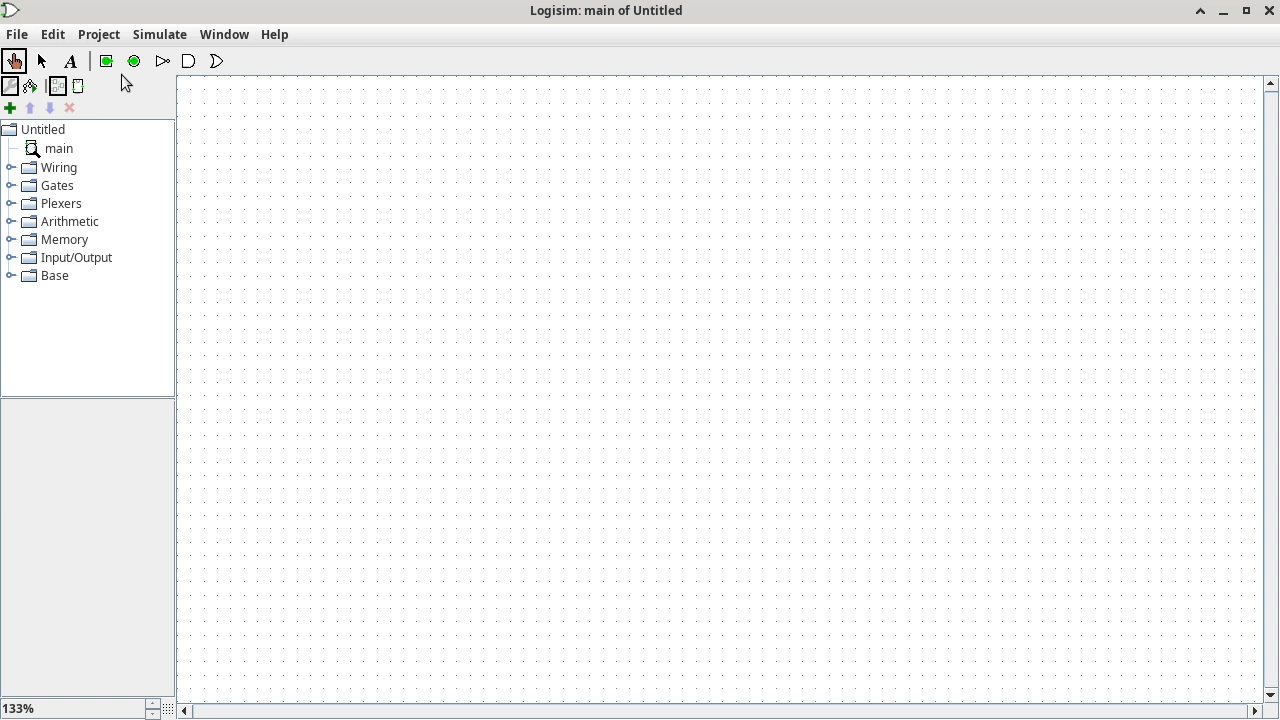 Logisim: main of Untitled
File Edit Project Simulate Window Help
A
Untitled
main
Wiring
Gates
Plexers
Arithmetic
Memory
Input/Output
Base
133%